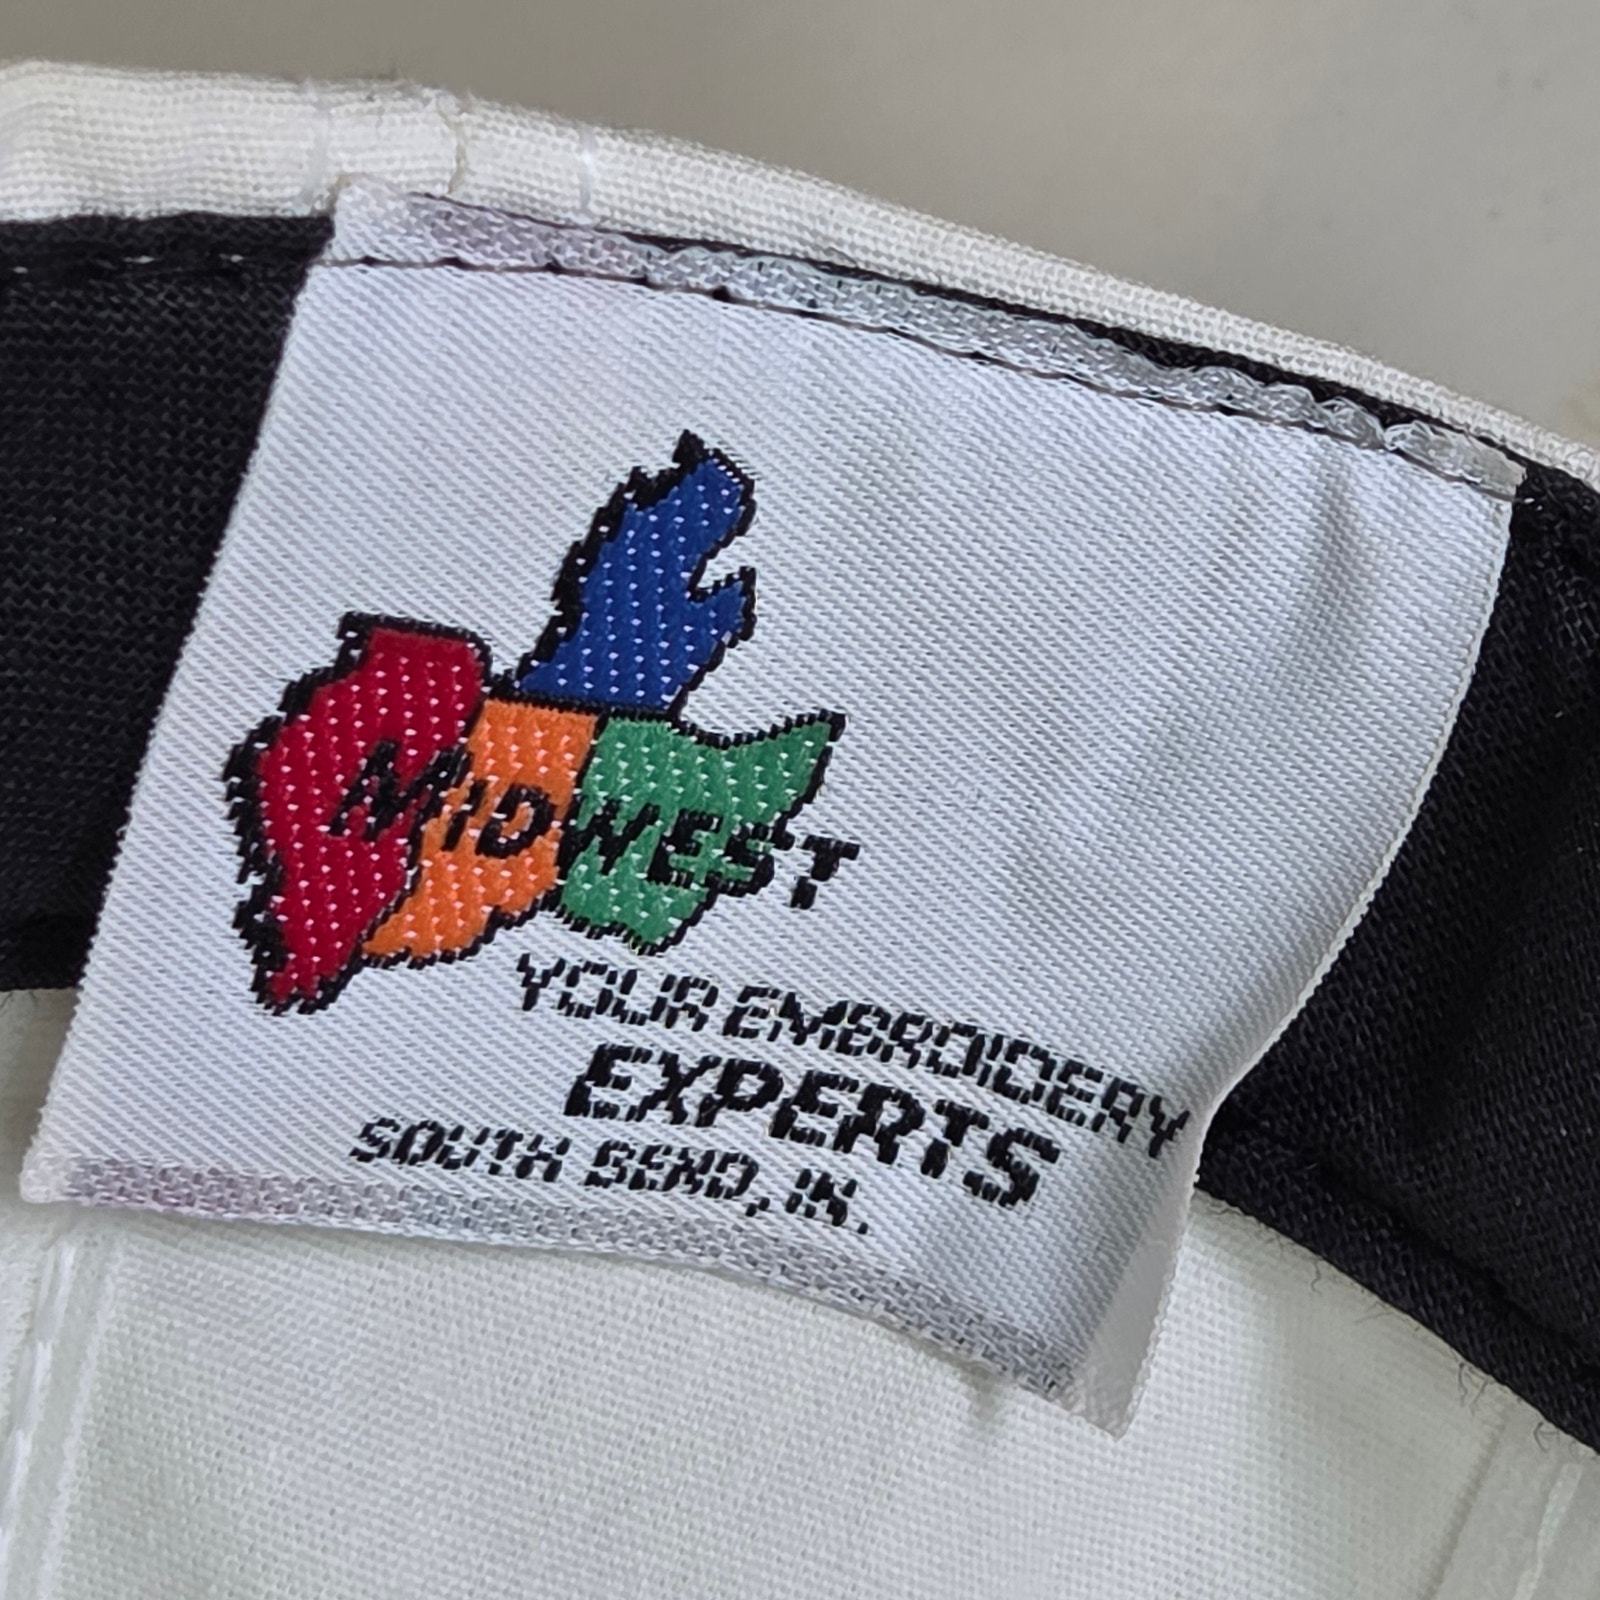 MIDWEST
YOUR EMBROIDERY
EXPERTS
SOUTH BEND, IN.